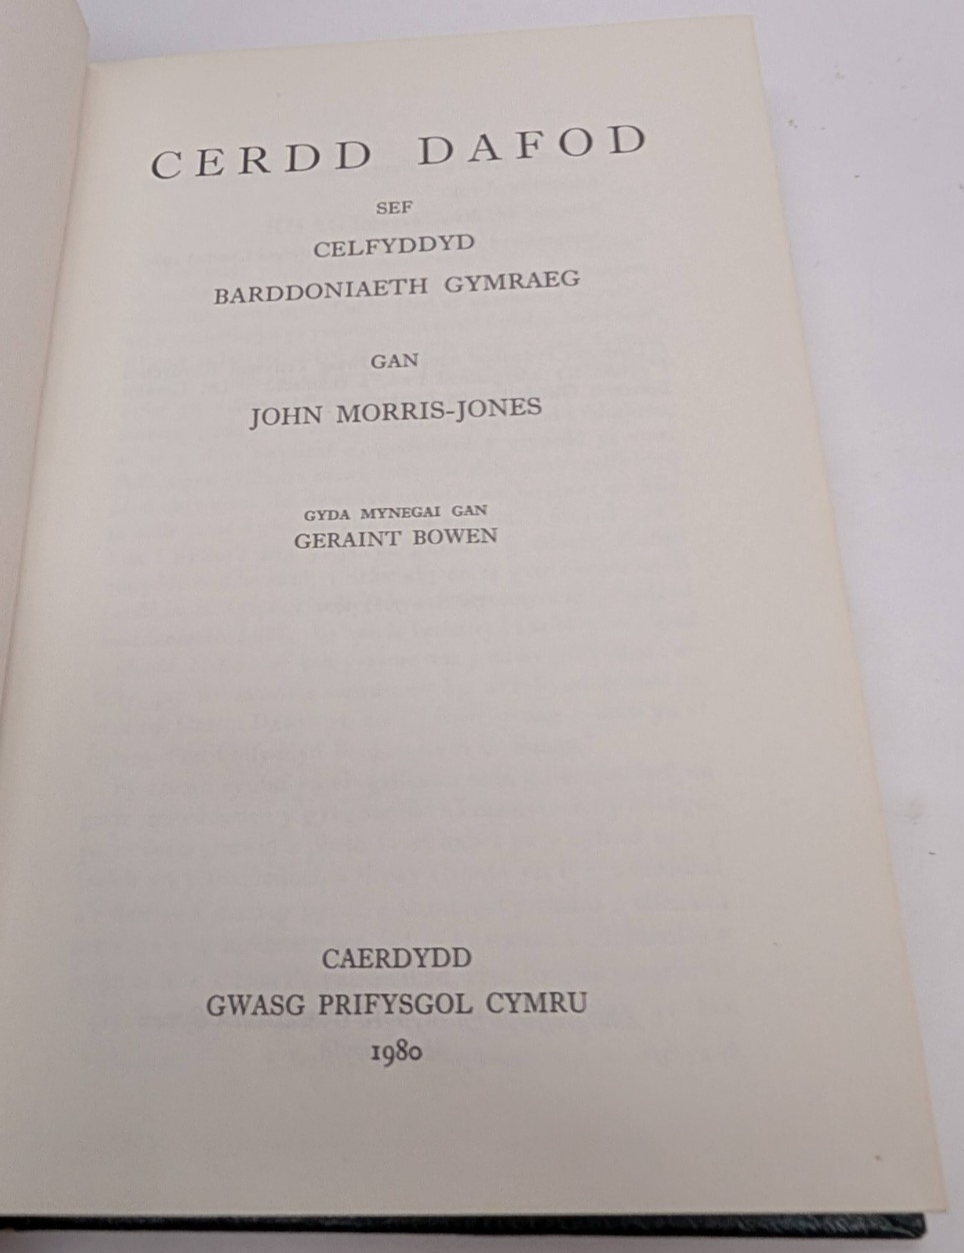 CERDD DAFOD
SEF
CELFYDDYD
BARDDONIAETH GYMRAEG
GAN
JOHN MORRIS-JONES
GYDA MYNEGAI GAN
GERAINT BOWEN
CAERDYDD
GWASG PRIFYSGOL CYMRU
1980